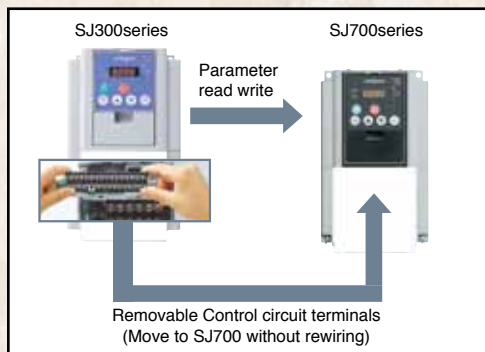 SJ300series
SJ700series
Parameter
read write
Removable Control circuit terminals
(Move to SJ700 without rewiring)